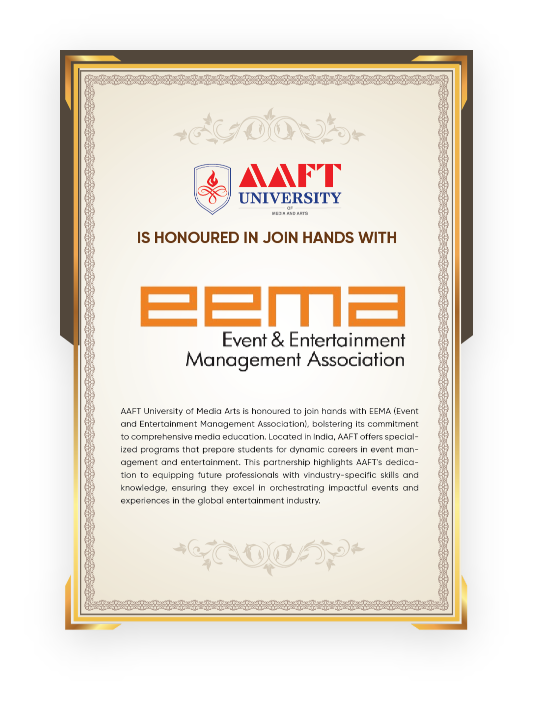 AAFT
UNIVERSITY
OF
MEDIA AND ARTS
IS HONOURED IN JOIN HANDS WITH
eema
Event & Entertainment
Management Association
AAFT University of Media Arts is honoured to join hands with EEMA (Event
and Entertainment Management Association), bolstering its commitment
to comprehensive media education. Located in India, AAFT offers special-
ized programs that prepare students for dynamic careers in event man-
agement and entertainment. This partnership highlights AAFT's dedica-
tion to equipping future professionals with vindustry-specific skills and
knowledge, ensuring they excel in orchestrating impactful events and
experiences in the global entertainment industry.